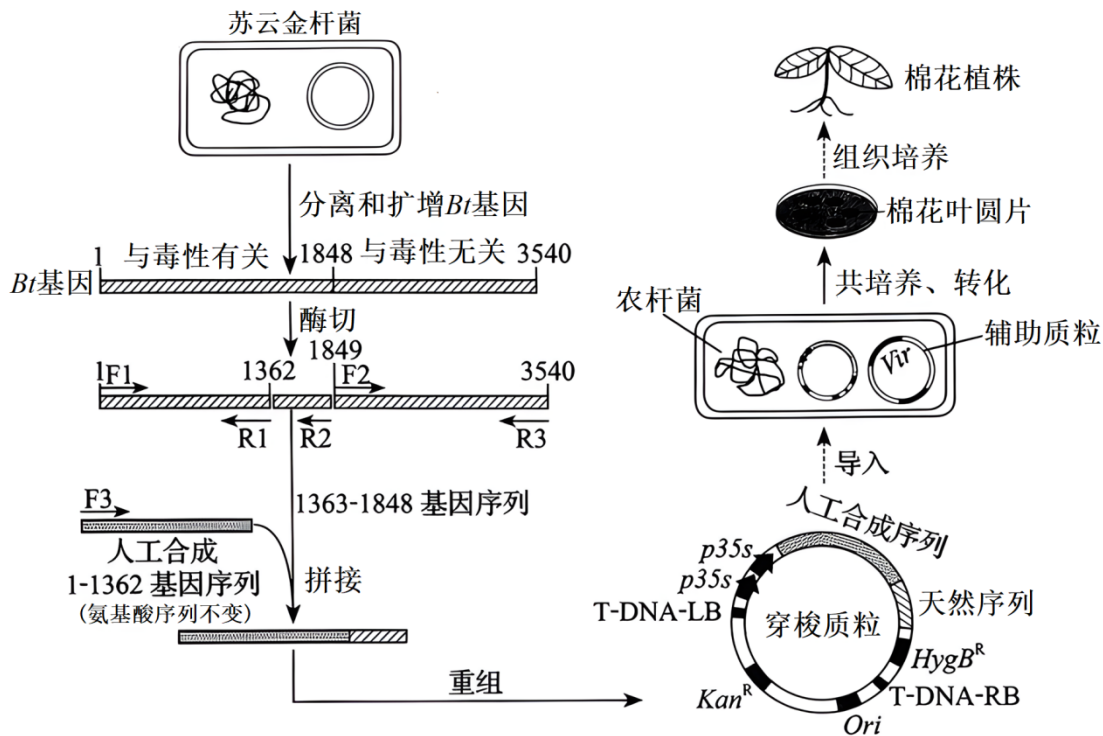 苏云金杆菌
分离和扩增Bt基因
1 与毒性有关 1848 与毒性无关 3540
Bt基因
酶切
1849
1 F1 1362 F2 3540
R1 R2 R3
F3
1363-1848 基因序列
人工合成
1-1362 基因序列
(氨基酸序列不变)
拼接
重组
棉花植株
组织培养
棉花叶圆片
共培养、转化
农杆菌
辅助质粒
Vir
导入
人工合成序列
p35s
p35s
T-DNA-LB
穿梭质粒
天然序列
HygBᴿ
T-DNA-RB
Kanᴿ
Ori